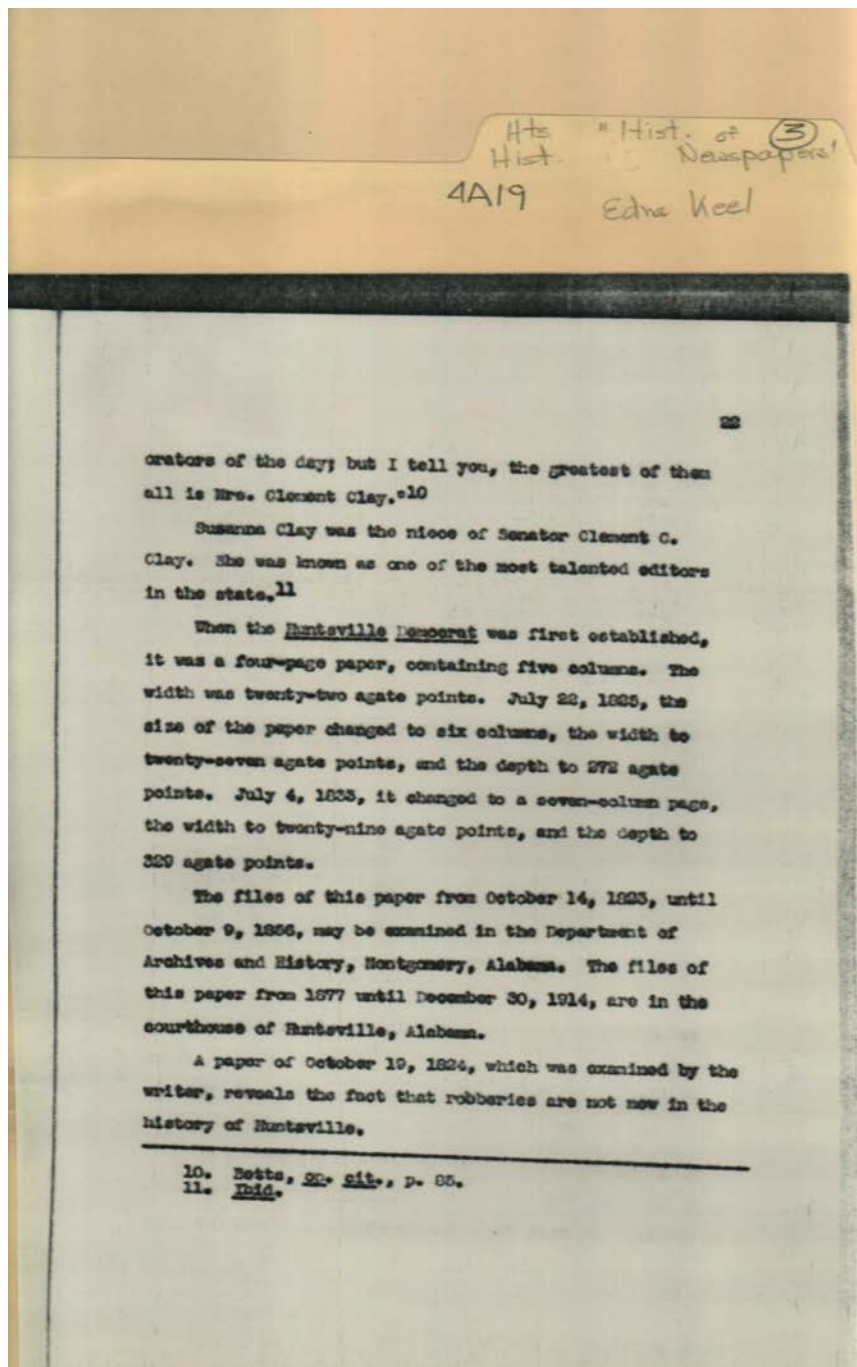 Hts "Hist. of ③
Hist. Newspapers'
4A19
Edna Keel
22
orators of the day; but I tell you, the greatest of them
all is Mrs. Clement Clay."10
Susanna Clay was the niece of Senator Clement C.
Clay. She was known as one of the most talented editors
in the state.11
When the Huntsville Democrat was first established,
it was a four-page paper, containing five columns. The
width was twenty-two agate points. July 22, 1825, the
size of the paper changed to six columns, the width to
twenty-seven agate points, and the depth to 272 agate
points. July 4, 1833, it changed to a seven-column page,
the width to twenty-nine agate points, and the depth to
329 agate points.
The files of this paper from October 14, 1823, until
October 9, 1866, may be examined in the Department of
Archives and History, Montgomery, Alabama. The files of
this paper from 1877 until December 30, 1914, are in the
courthouse of Huntsville, Alabama.
A paper of October 19, 1824, which was examined by the
writer, reveals the fact that robberies are not new in the
history of Huntsville.
10. Betts, op. cit., p. 85.
11. Ibid.